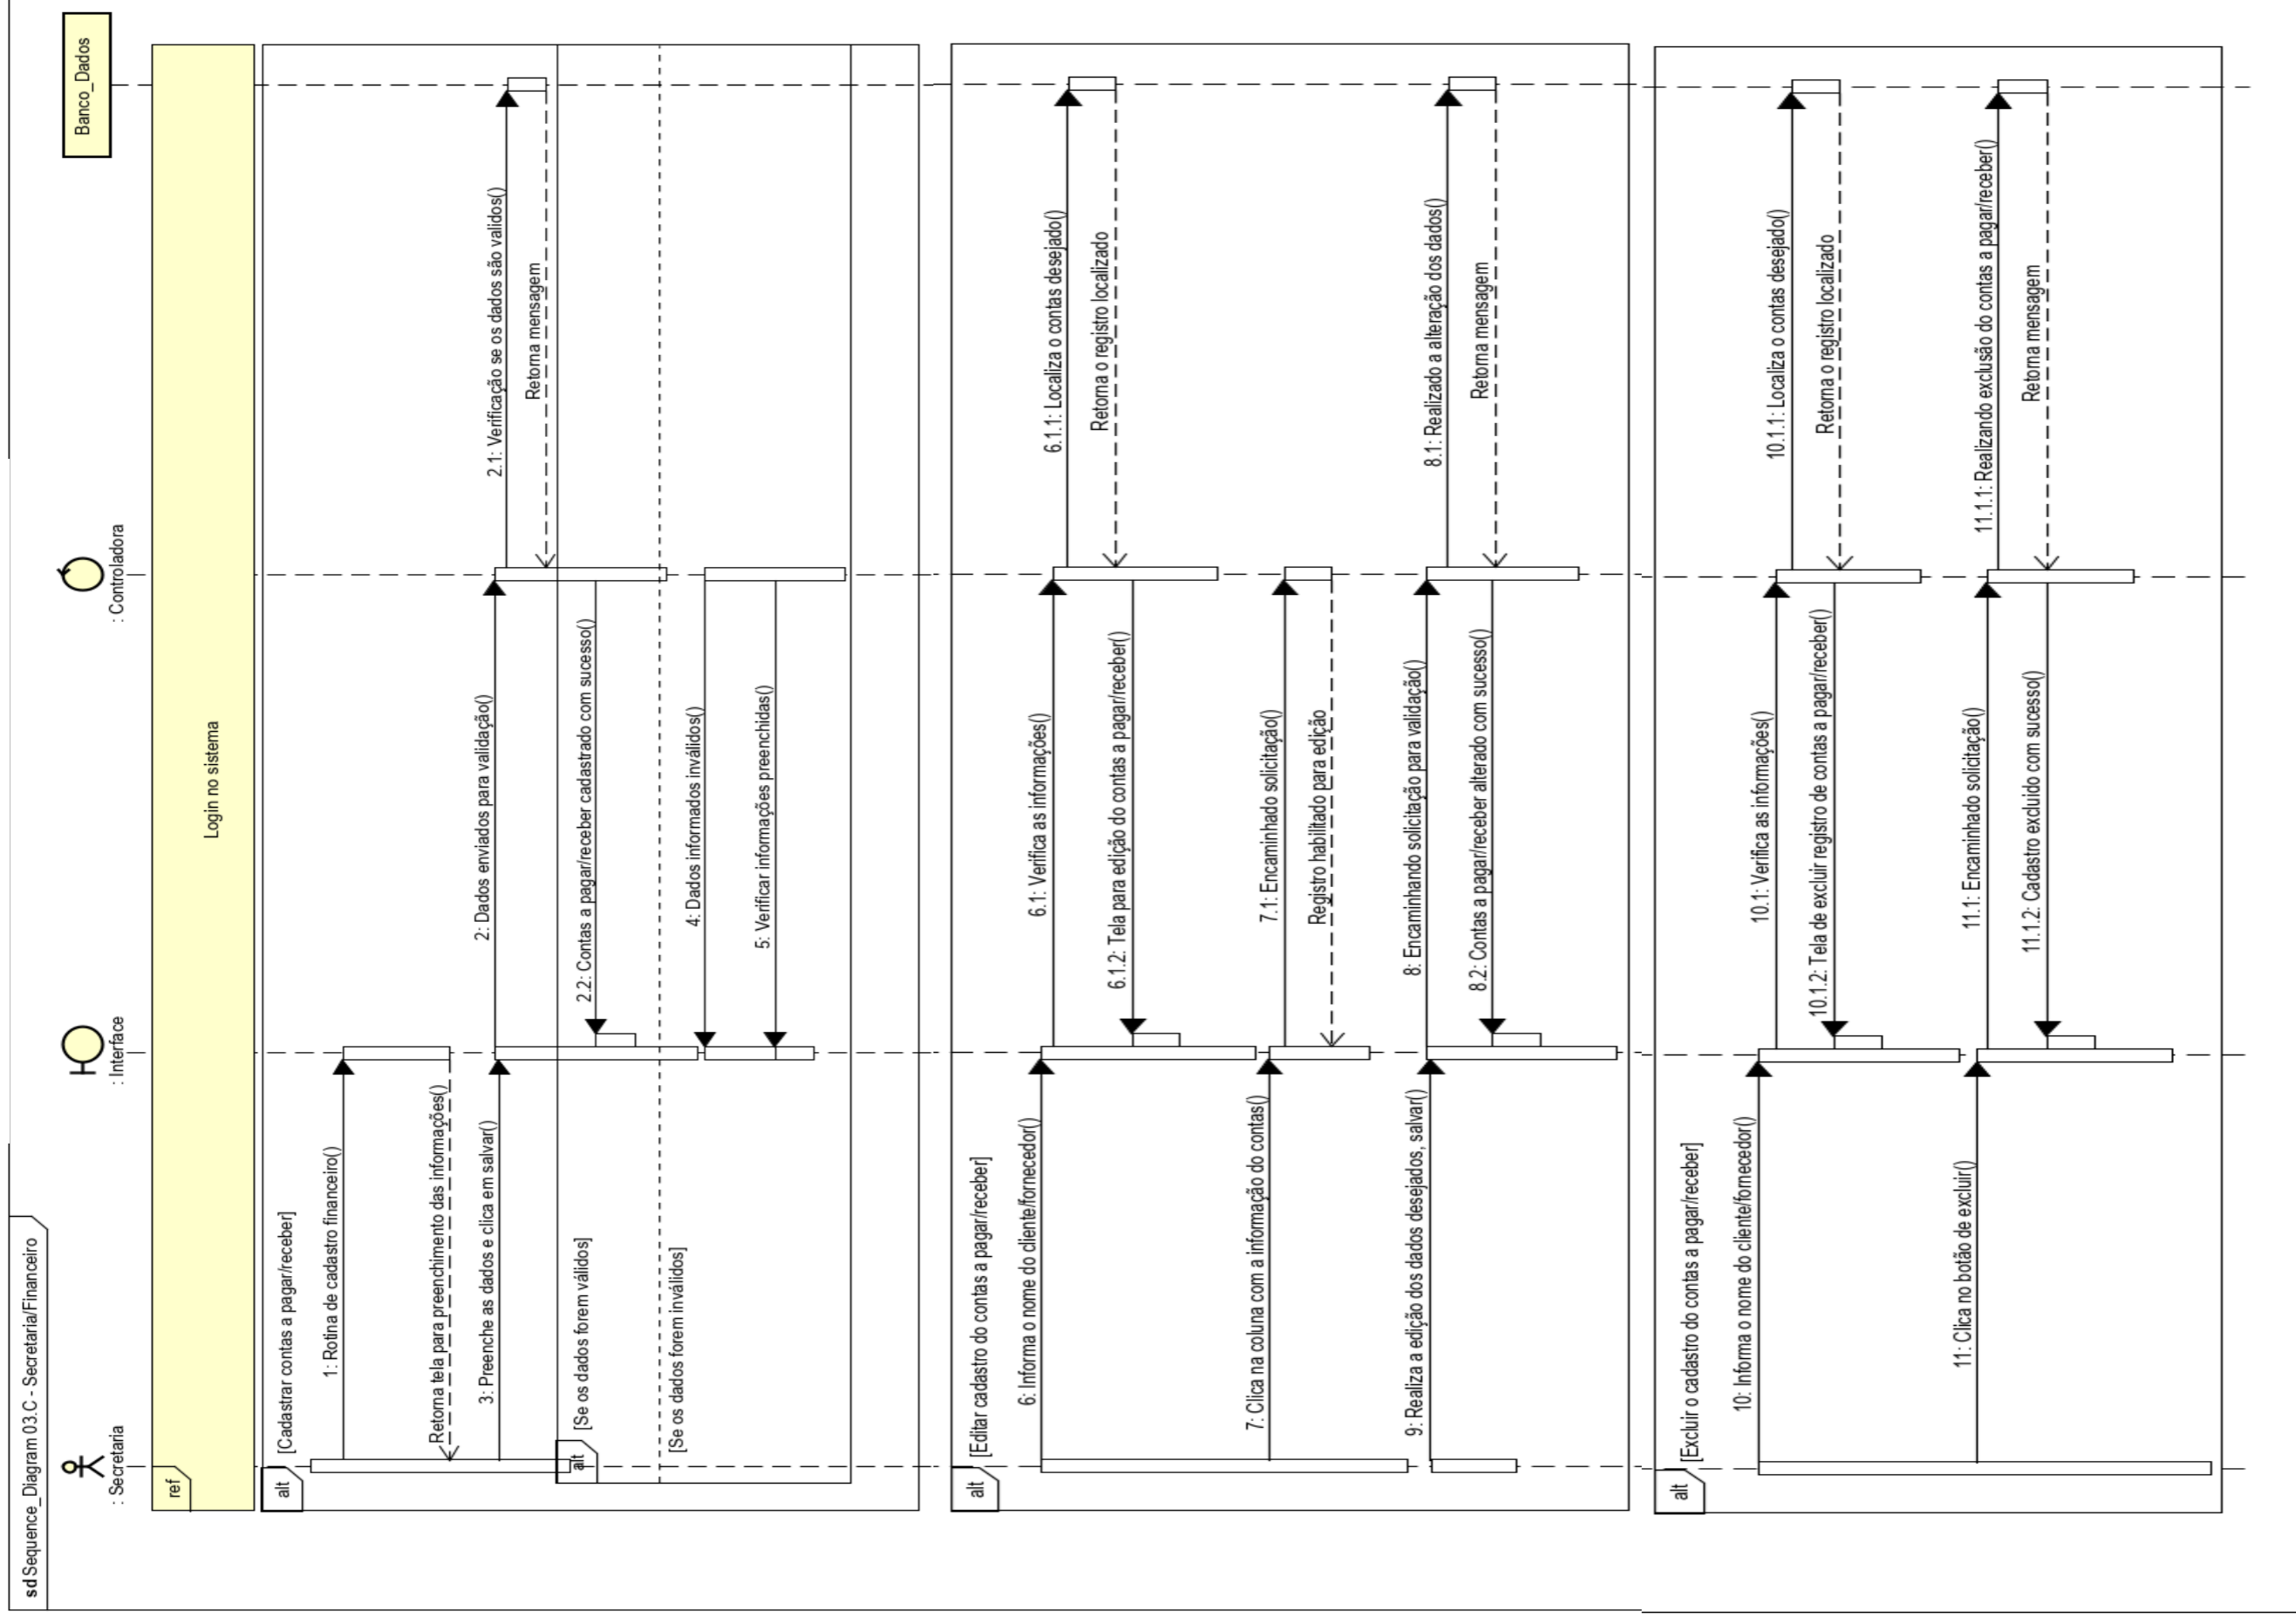 sd Sequence_Diagram 03.C - Secretaria/Financeiro
: Secretaria
: Interface
: Controladora
Banco_Dados
ref
Login no sistema
alt
[Cadastrar contas a pagar/receber]
1: Rotina de cadastro financeiro()
Retorna tela para preenchimento das informações()
2: Dados enviados para validação()
3: Preenche as dados e clica em salvar()
2.1: Verificação se os dados são validos()
Retorna mensagem
alt
[Se os dados forem válidos]
2.2: Contas a pagar/receber cadastrado com sucesso()
[Se os dados forem inválidos]
4: Dados informados inválidos()
5: Verificar informações preenchidas()
alt
[Editar cadastro do contas a pagar/receber]
6: Informa o nome do cliente/fornecedor()
6.1: Verifica as informações()
6.1.1: Localiza o contas desejado()
Retorna o registro localizado
6.1.2: Tela para edição do contas a pagar/receber()
7: Clica na coluna com a informação do contas()
7.1: Encaminhado solicitação()
Registro habilitado para edição
9: Realiza a edição dos dados desejados, salvar()
8: Encaminhando solicitação para validação()
8.1: Realizado a alteração dos dados()
Retorna mensagem
8.2: Contas a pagar/receber alterado com sucesso()
alt
[Excluir o cadastro do contas a pagar/receber]
10: Informa o nome do cliente/fornecedor()
10.1: Verifica as informações()
10.1.1: Localiza o contas desejado()
Retorna o registro localizado
10.1.2: Tela de excluir registro de contas a pagar/receber()
11: Clica no botão de excluir()
11.1: Encaminhado solicitação()
11.1.1: Realizando exclusão do contas a pagar/receber()
Retorna mensagem
11.1.2: Cadastro excluido com sucesso()